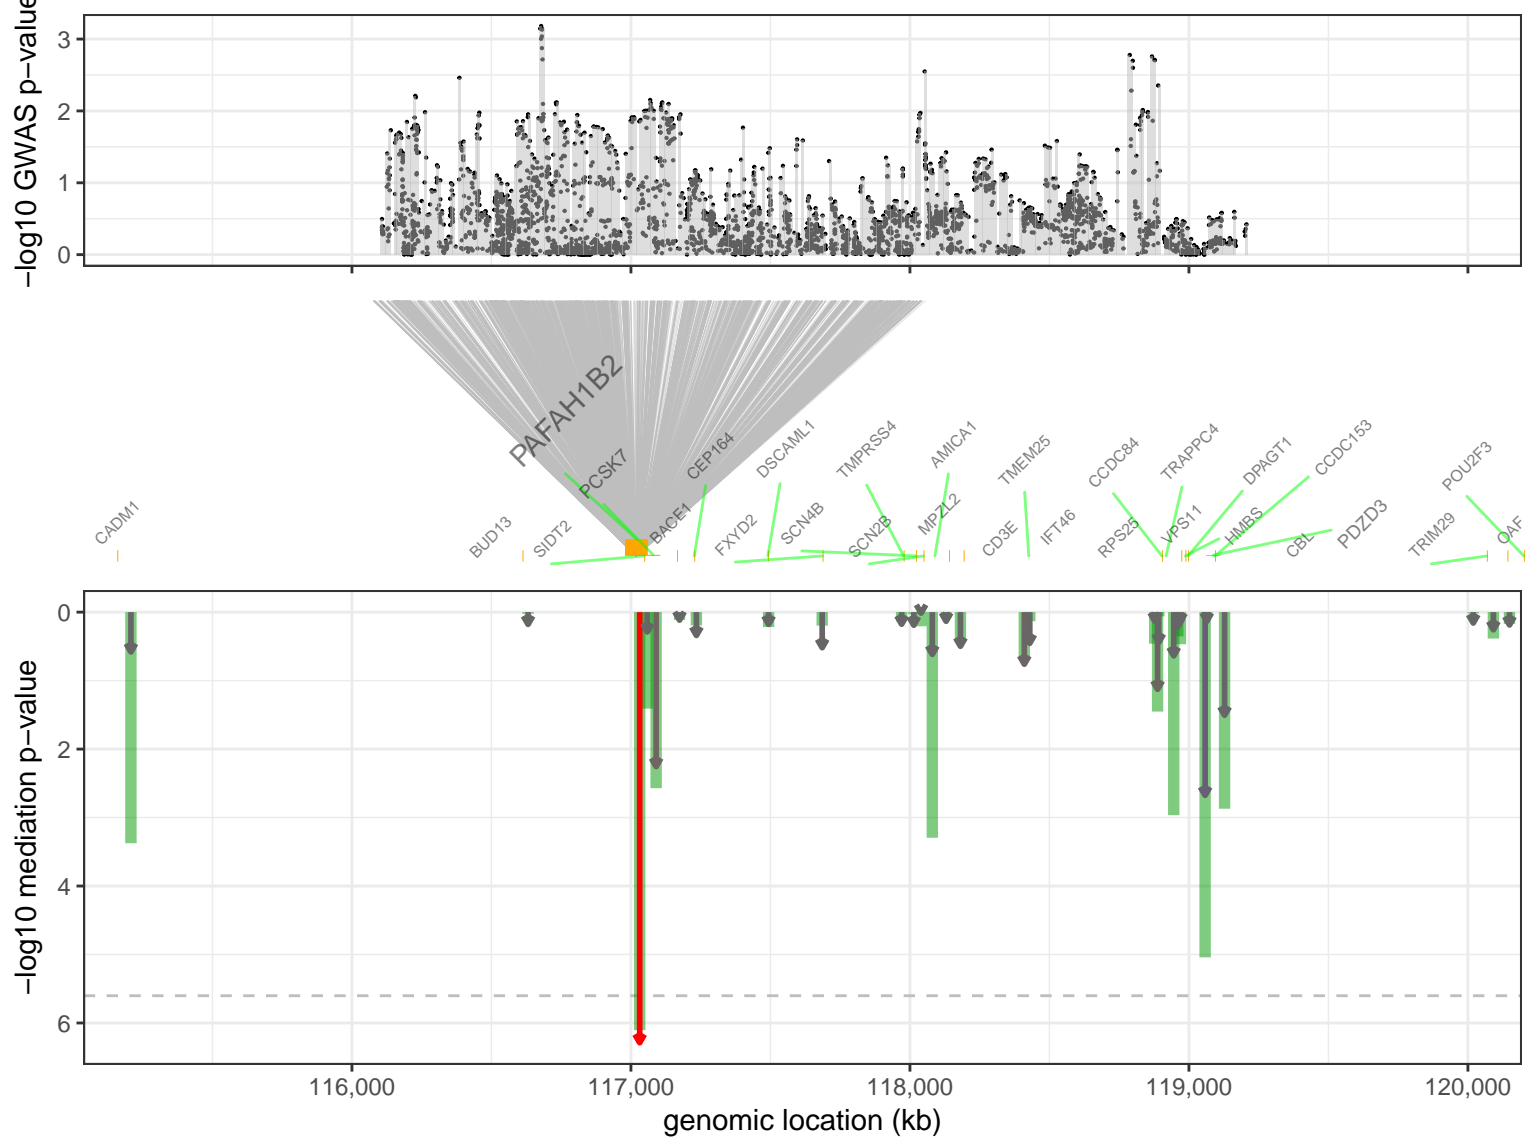 −log10 GWAS p−value
3
2
1
0
PAFAH1B2
PCSK7
CEP164
DSCAML1
TMPRSS4
AMICA1
TMEM25
CCDC84
TRAPPC4
DPAGT1
CCDC153
POU2F3
CADM1
BUD13
SIDT2
BACE1
FXYD2
SCN4B
SCN2B
MPZL2
CD3E
IFT46
RPS25
VPS11
HMBS
CBL
PDZD3
TRIM29
OAF
−log10 mediation p−value
0
2
4
6
116,000
117,000
118,000
119,000
120,000
genomic location (kb)